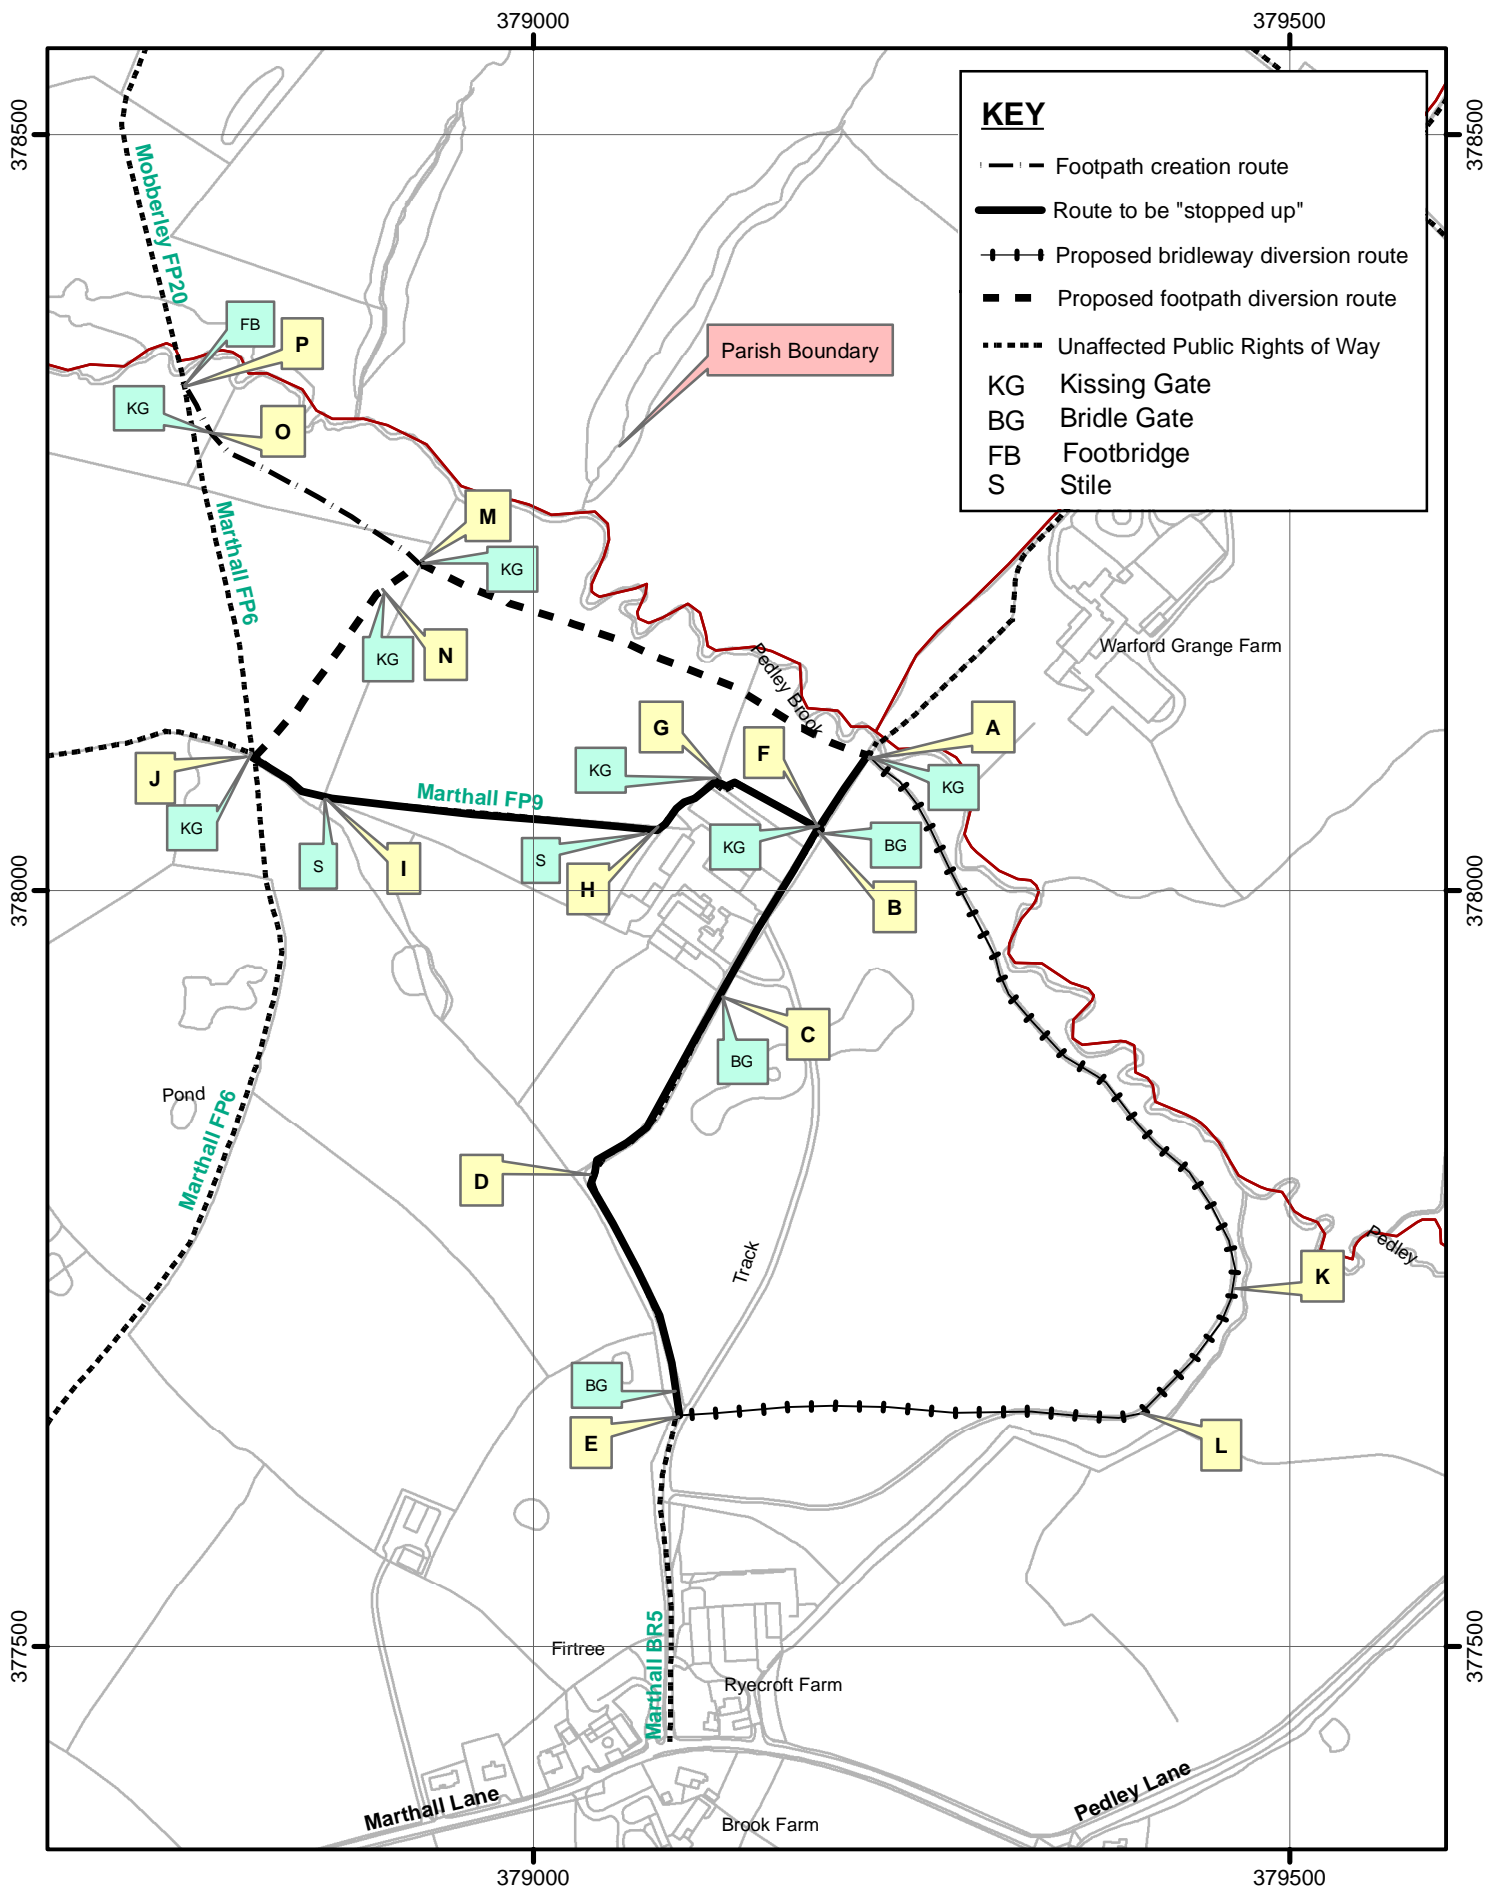 379000
379500
378500
378500
KEY
Footpath creation route
Route to be "stopped up"
Proposed bridleway diversion route
Proposed footpath diversion route
Unaffected Public Rights of Way
KG Kissing Gate
BG Bridle Gate
FB Footbridge
S Stile
Mobberley FP20
FB
P
Parish Boundary
KG
O
Marthall FP6
M
KG
KG
N
Pedley Brook
Warford Grange Farm
G
F
A
J
KG
KG
Marthall FP9
KG
S
I
S
H
KG
BG
B
378000
378000
C
BG
Pond
Marthall FP6
D
Track
Pedley
K
BG
E
L
377500
377500
Firtree
Marthall BR5
Ryecroft Farm
Marthall Lane
Pedley Lane
Brook Farm
379000
379500